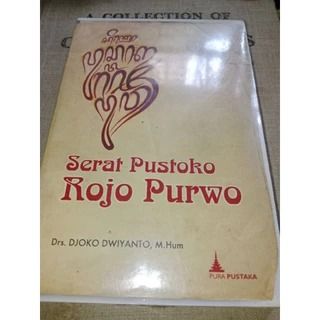 A COLLECTION OF
Serat Pustoko
Rojo Purwo
Drs. DJOKO DWIYANTO, M.Hum
PURA PUSTAKA